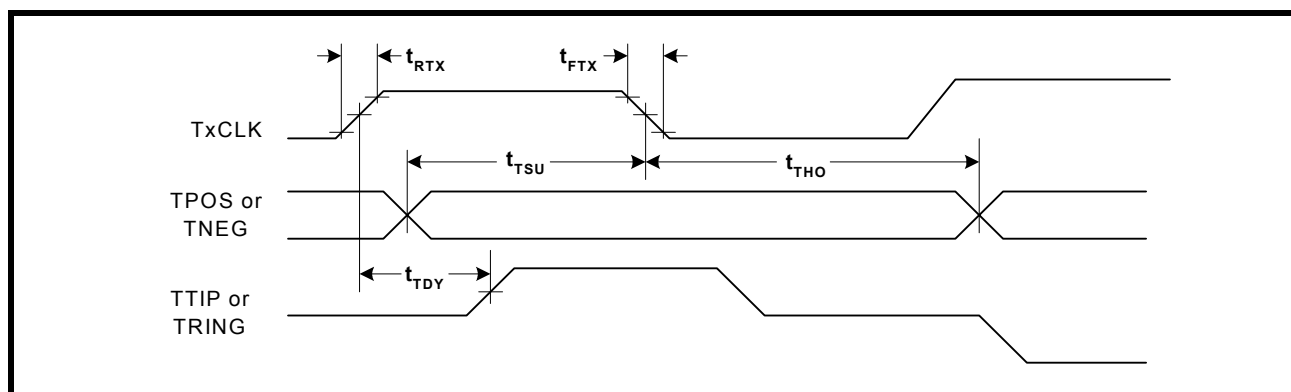 tRTX
tFTX
TxCLK
tTSU
tTHO
TPOS or
TNEG
tTDY
TTIP or
TRING